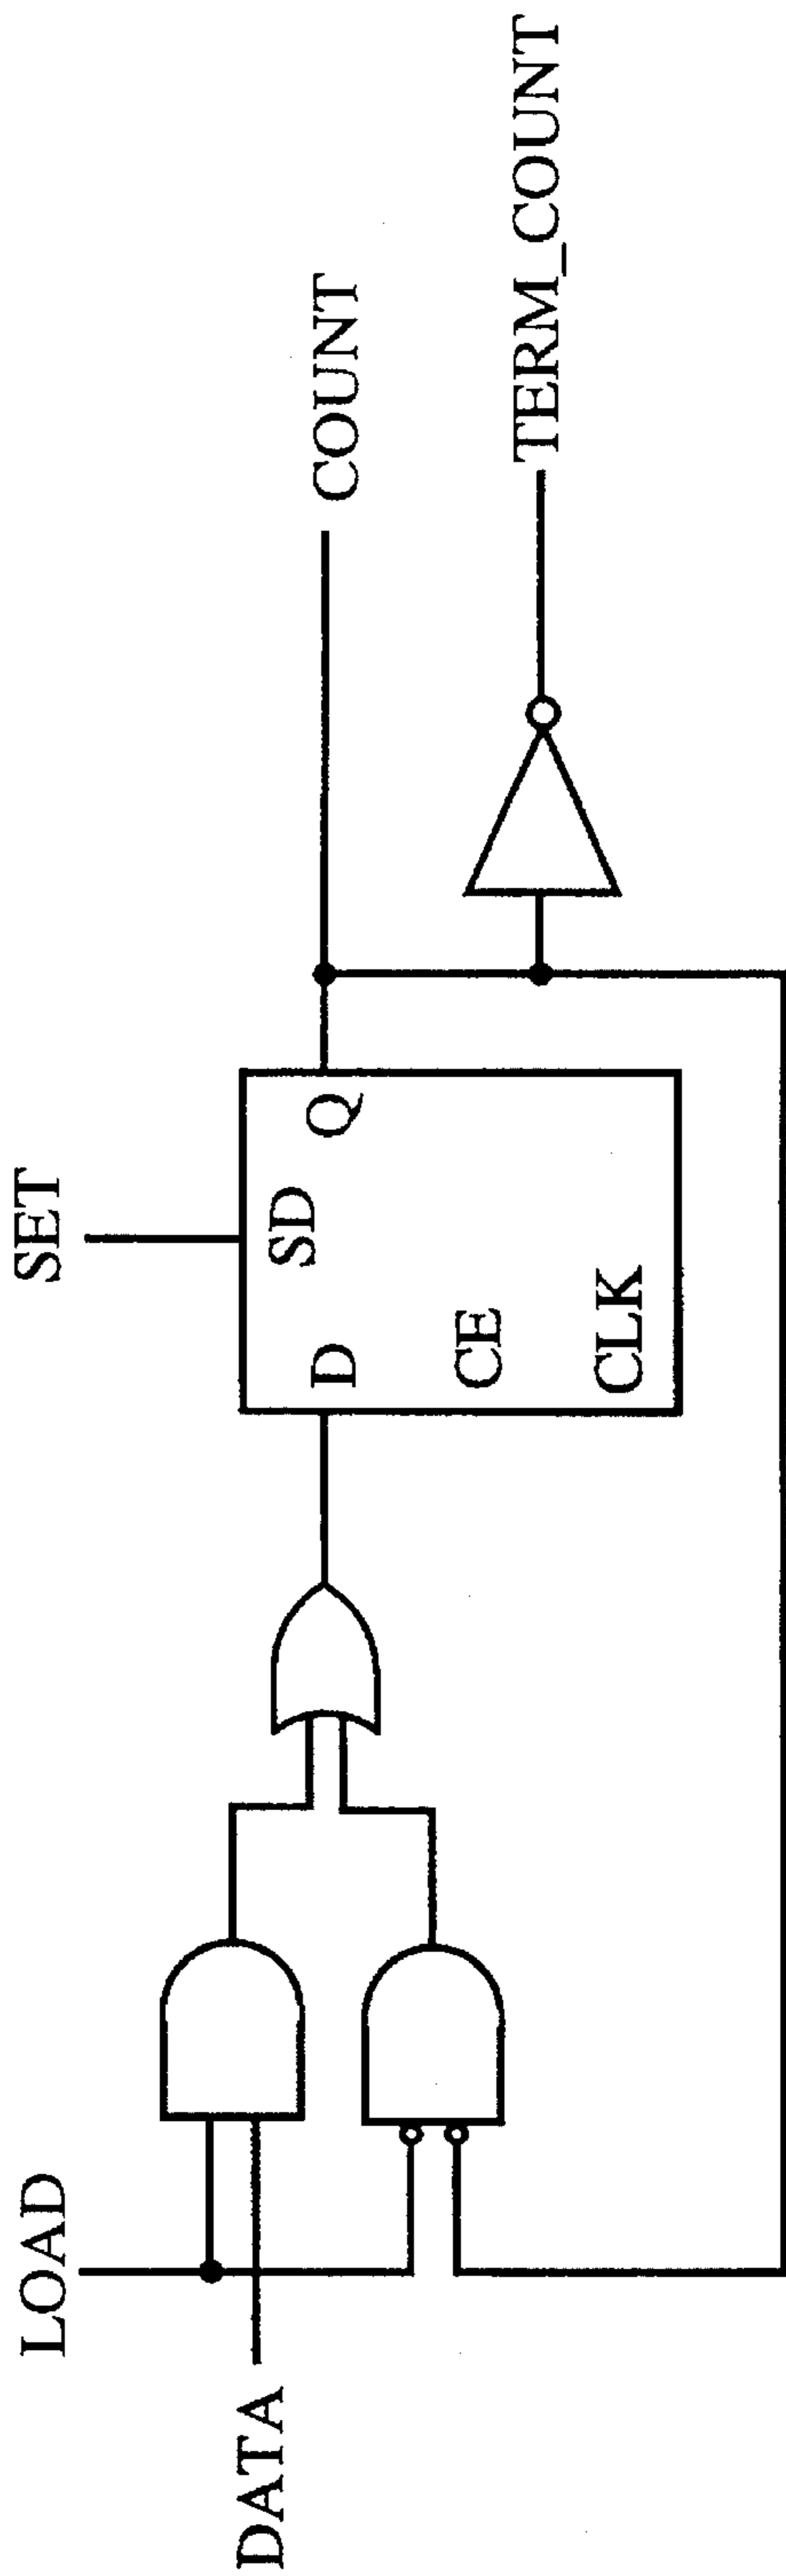 LOAD
DATA
SET
D
SD
Q
CE
CLK
COUNT
TERM_COUNT